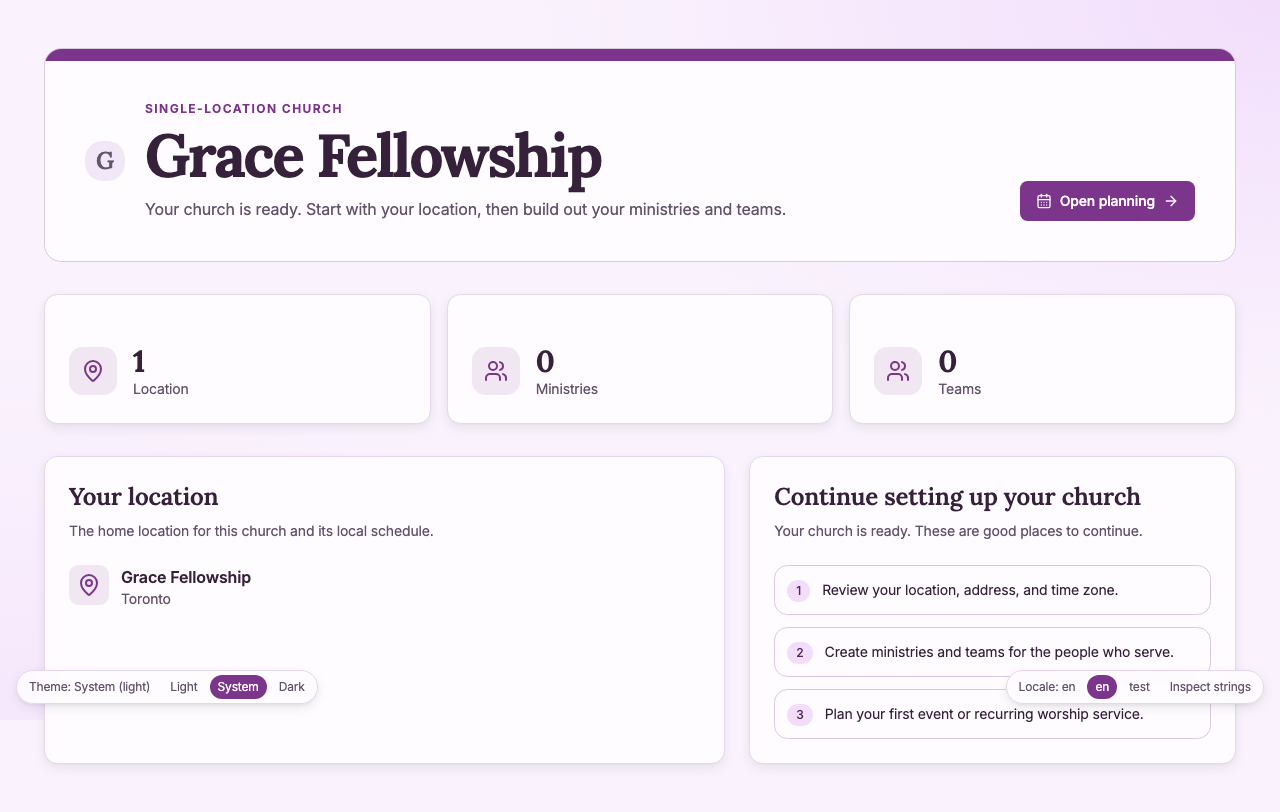 SINGLE-LOCATION CHURCH
G
Grace Fellowship
Your church is ready. Start with your location, then build out your ministries and teams.
Open planning
1
Location
0
Ministries
0
Teams
Your location
The home location for this church and its local schedule.
Grace Fellowship
Toronto
Continue setting up your church
Your church is ready. These are good places to continue.
1 Review your location, address, and time zone.
2 Create ministries and teams for the people who serve.
3 Plan your first event or recurring worship service.
Theme: System (light) Light System Dark
Locale: en en test Inspect strings